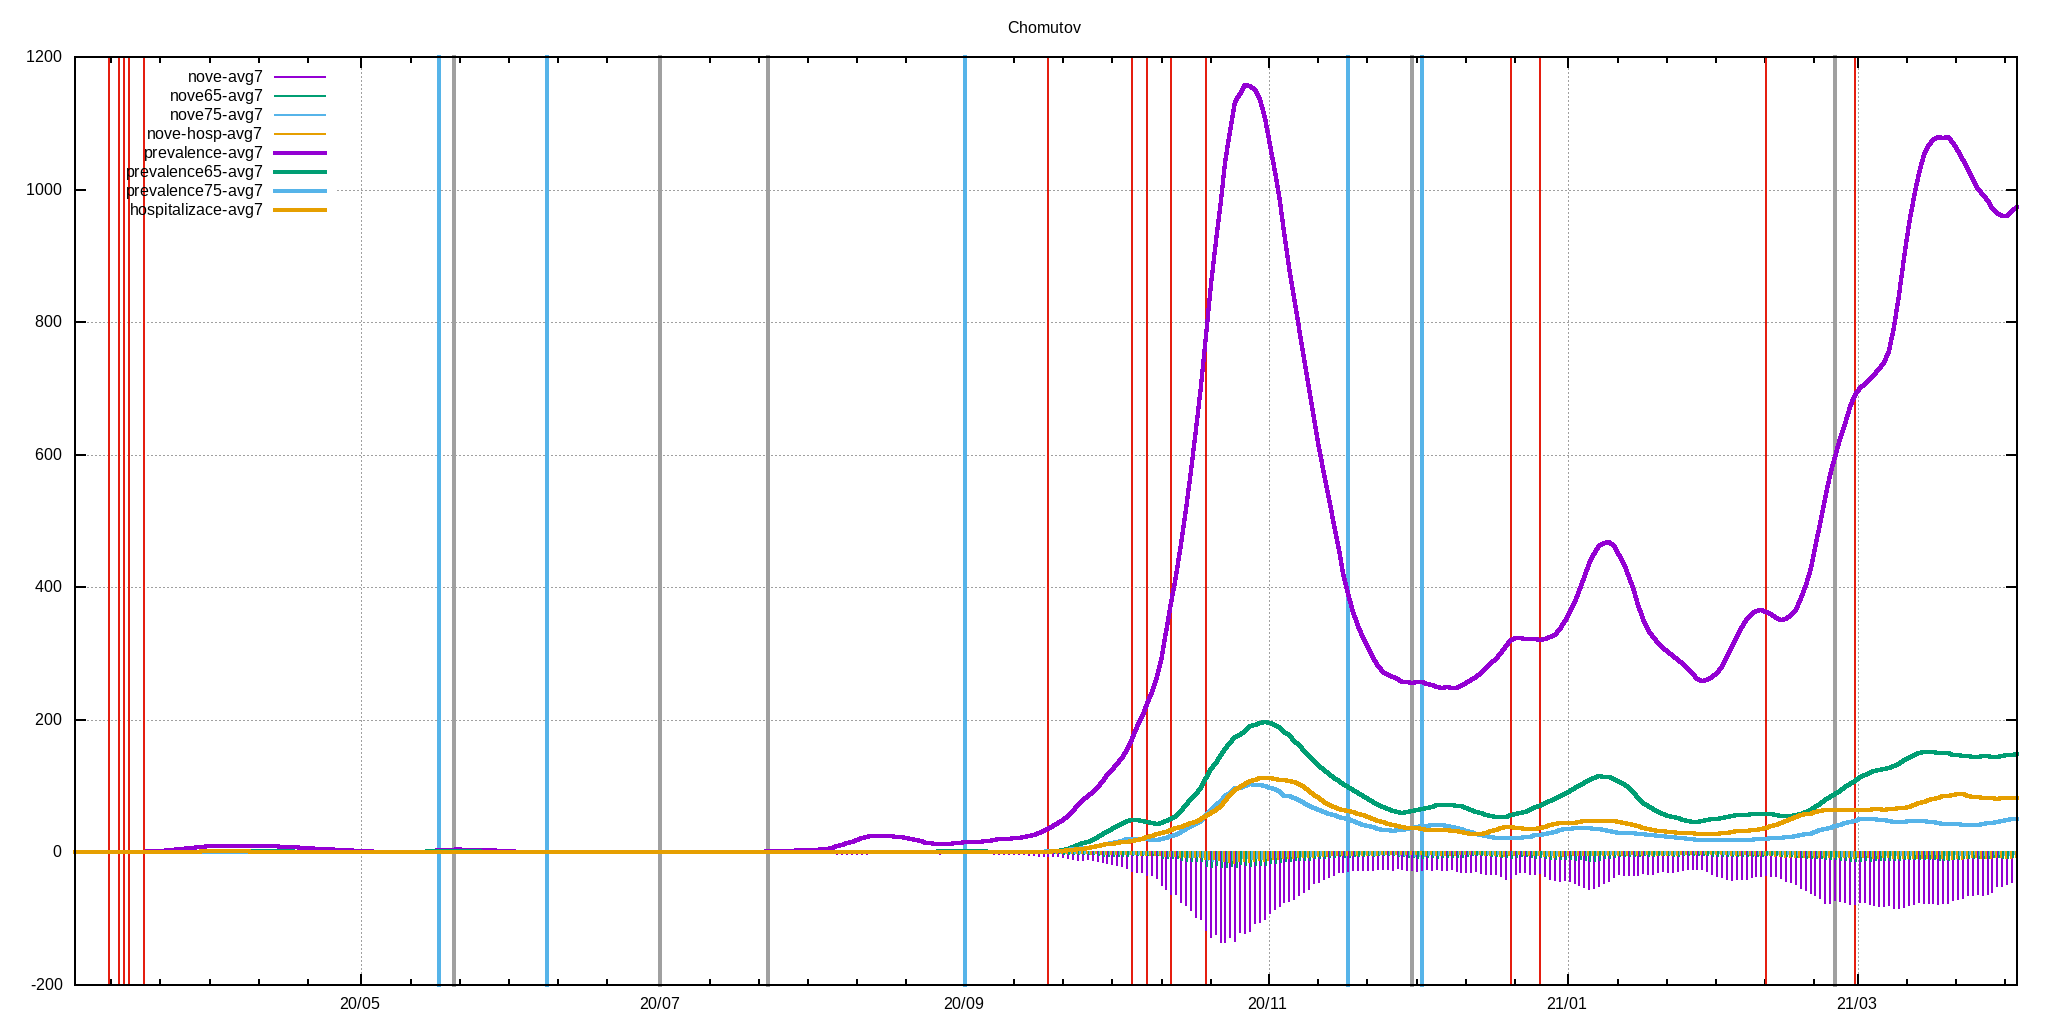 Chomutov
1200
1000
800
600
400
200
0
-200
nove-avg7
nove65-avg7
nove75-avg7
nove-hosp-avg7
prevalence-avg7
prevalence65-avg7
prevalence75-avg7
hospitalizace-avg7
20/05 20/07 20/09 20/11 21/01 21/03